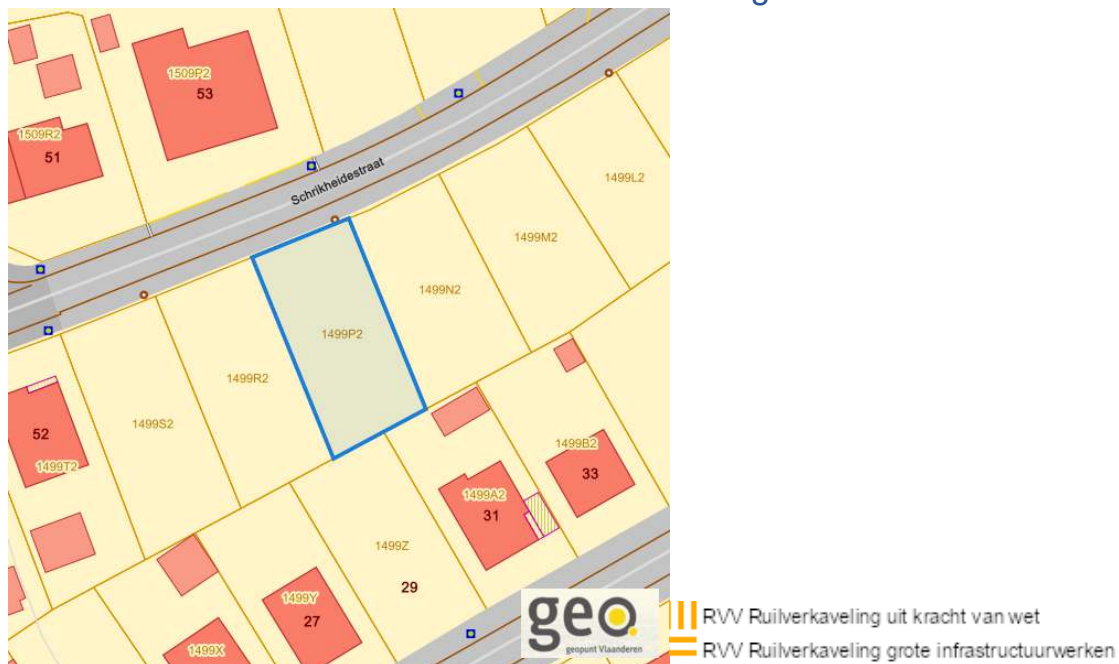 1509P2
53
1509R2
51
Schrikheidestraat
1499L2
1499M2
1499N2
1499P2
1499R2
1499S2
52
1499T2
1499B2
33
1499A2
31
1499Z
29
1499Y
27
1499X
geo
geopunt Vlaanderen
RVV Ruilverkaveling uit kracht van wet
RVV Ruilverkaveling grote infrastructuurwerken